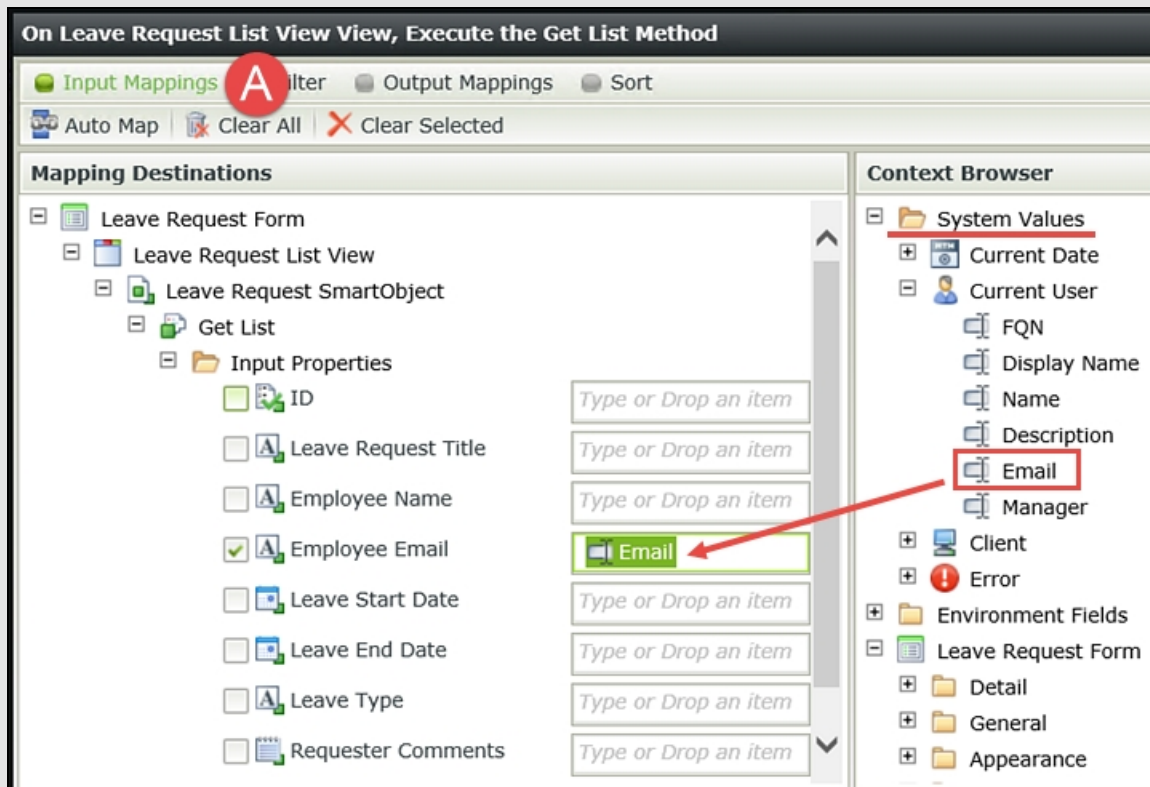 On Leave Request List View View, Execute the Get List Method
Input Mappings A ilter Output Mappings Sort
Auto Map Clear All Clear Selected
Mapping Destinations
Leave Request Form
Leave Request List View
Leave Request SmartObject
Get List
Input Properties
ID Type or Drop an item
Leave Request Title Type or Drop an item
Employee Name Type or Drop an item
Employee Email Email
Leave Start Date Type or Drop an item
Leave End Date Type or Drop an item
Leave Type Type or Drop an item
Requester Comments Type or Drop an item
Context Browser
System Values
Current Date
Current User
FQN
Display Name
Name
Description
Email
Manager
Client
Error
Environment Fields
Leave Request Form
Detail
General
Appearance